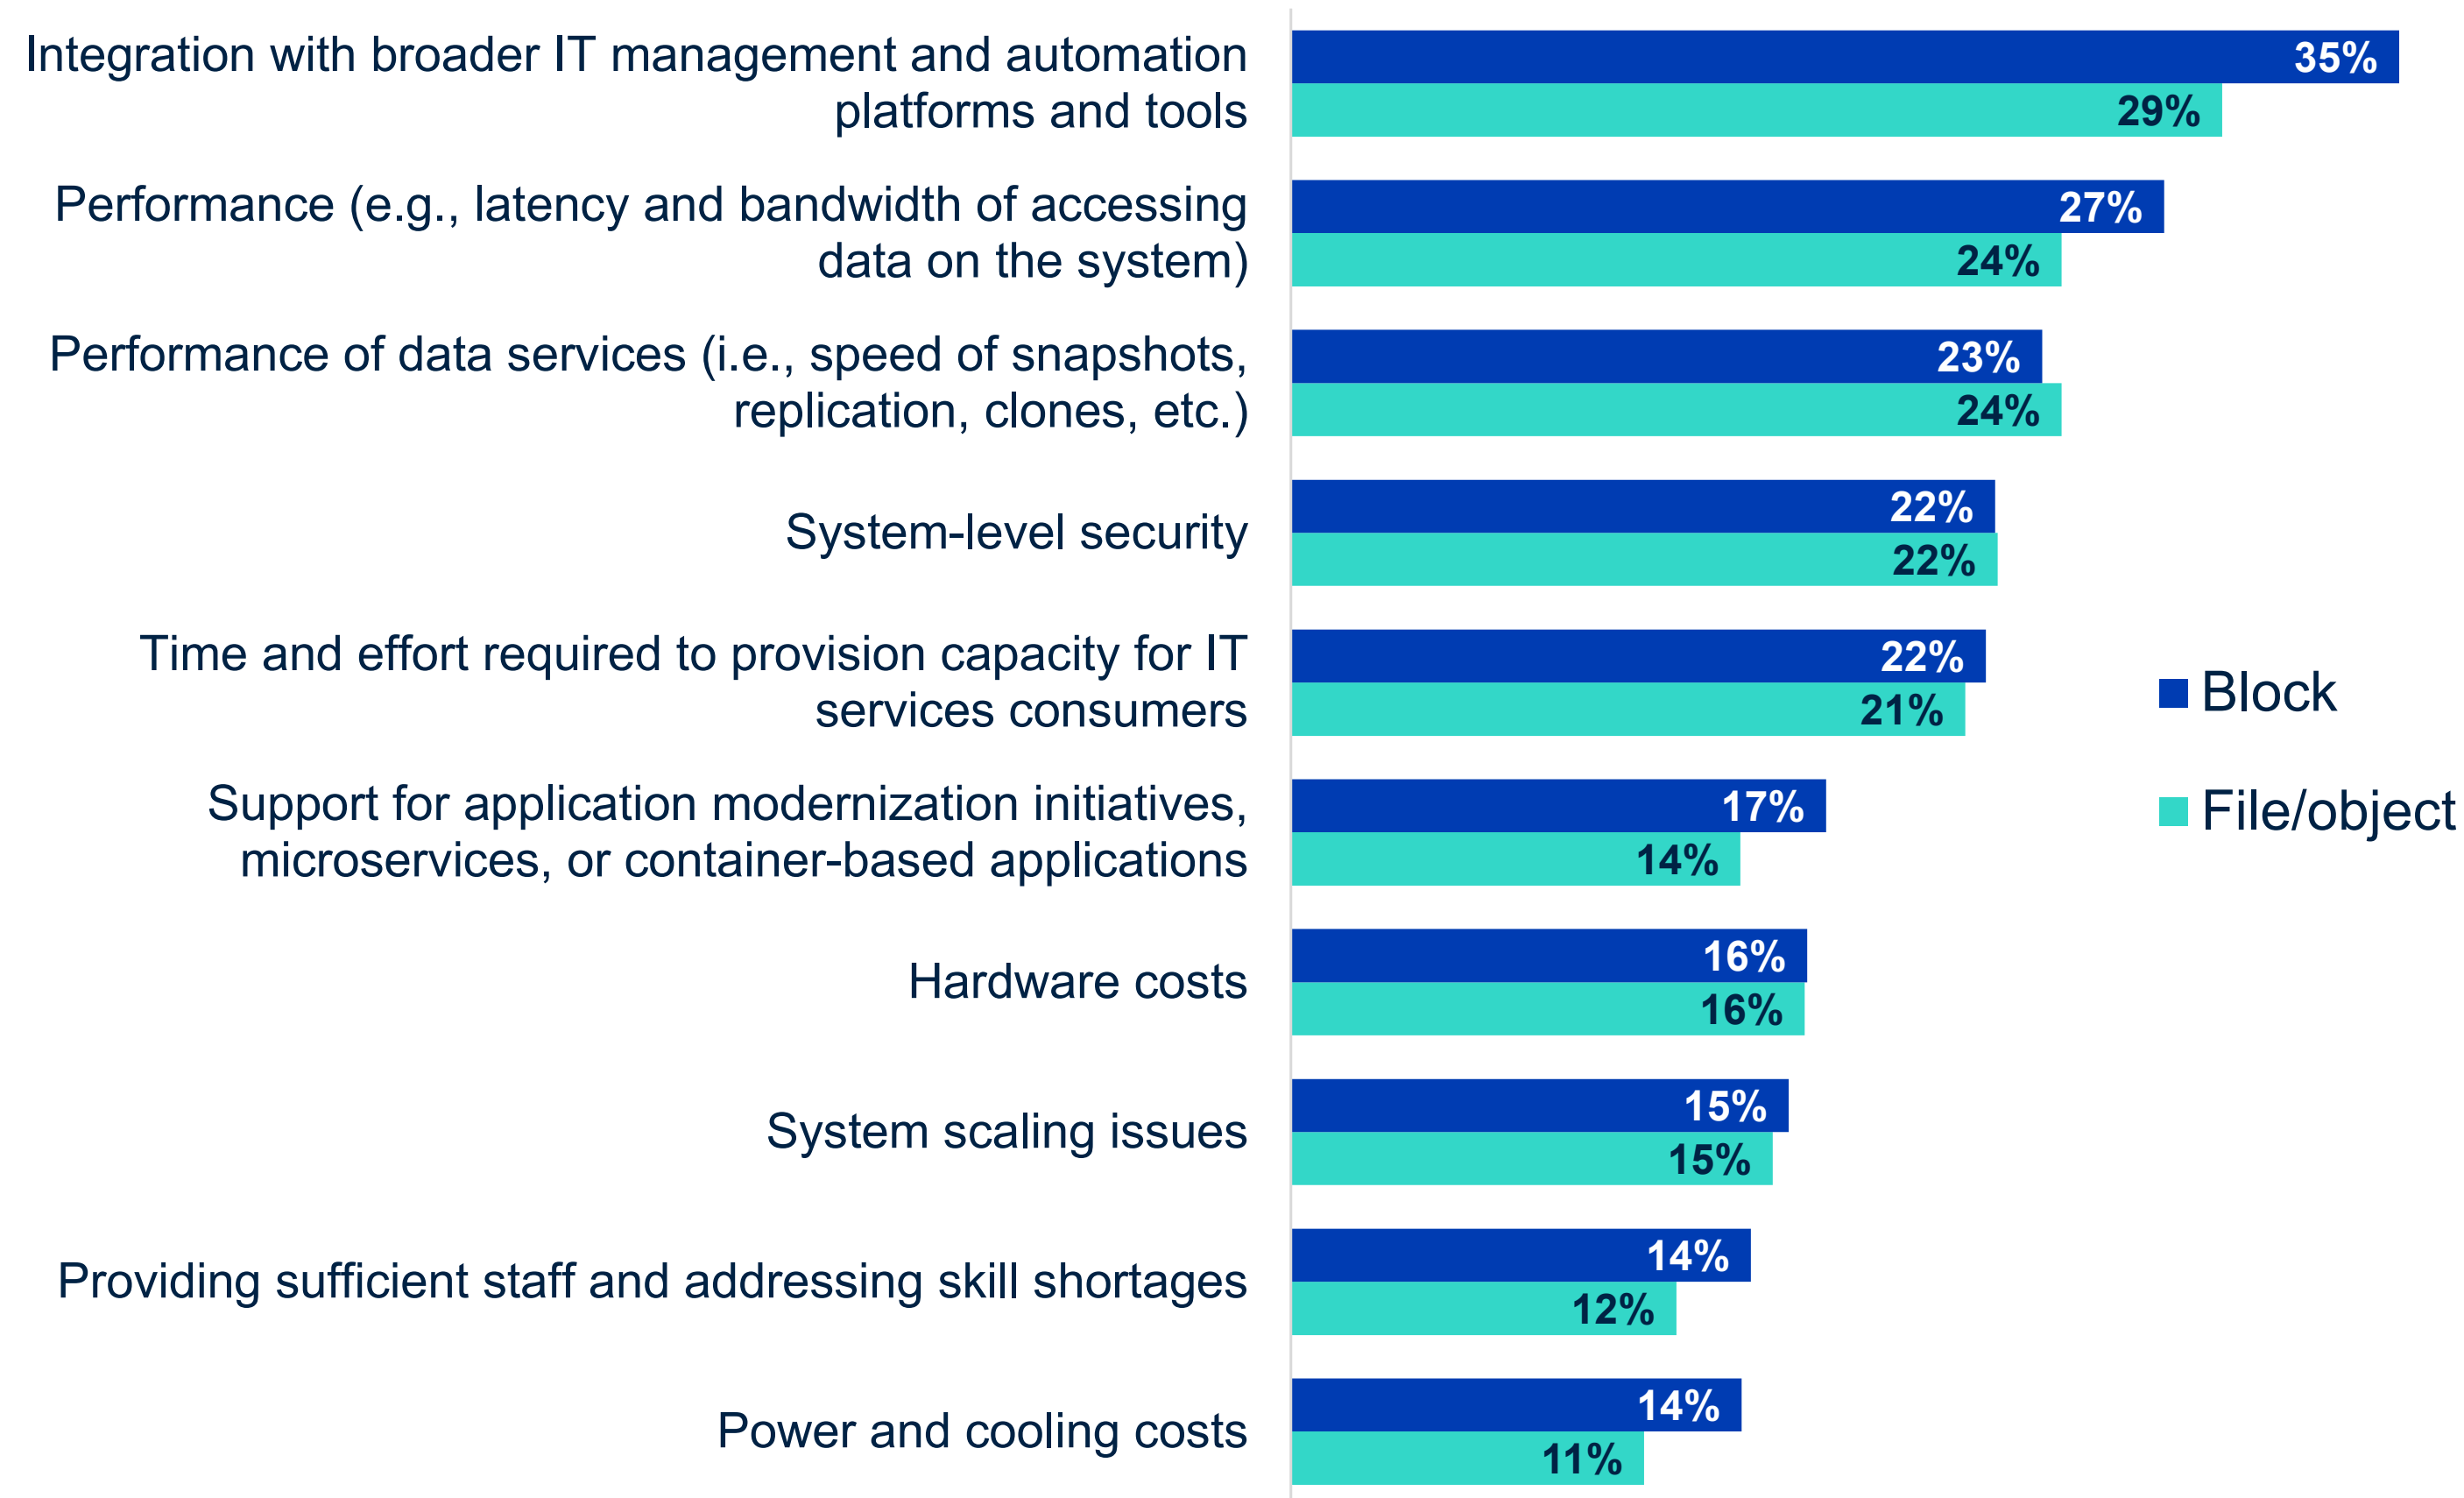 Integration with broader IT management and automation
platforms and tools
35%
29%
Performance (e.g., latency and bandwidth of accessing
data on the system)
27%
24%
Performance of data services (i.e., speed of snapshots,
replication, clones, etc.)
23%
24%
System-level security
22%
22%
Time and effort required to provision capacity for IT
services consumers
22%
21%
Support for application modernization initiatives,
microservices, or container-based applications
17%
14%
Hardware costs
16%
16%
System scaling issues
15%
15%
Providing sufficient staff and addressing skill shortages
14%
12%
Power and cooling costs
14%
11%
Block
File/object